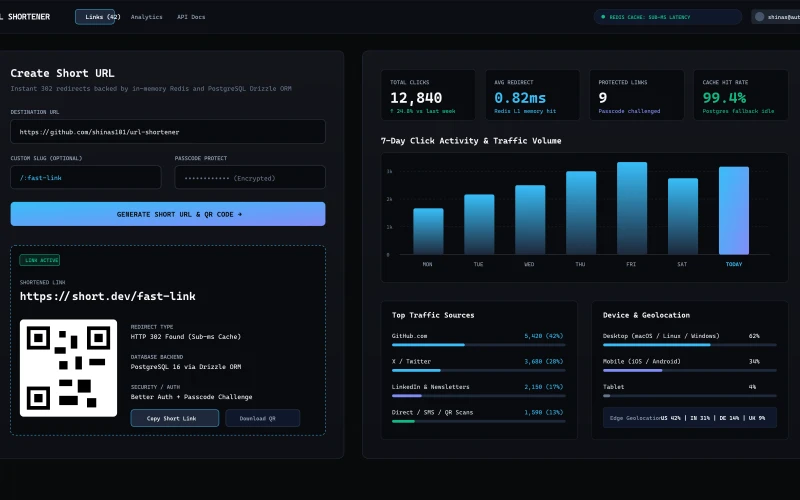 L SHORTENER
Links (42)
Analytics
API Docs
REDIS CACHE: SUB-MS LATENCY
shinas@aut
Create Short URL
Instant 302 redirects backed by in-memory Redis and PostgreSQL Drizzle ORM
DESTINATION URL
https://github.com/shinas101/url-shortener
CUSTOM SLUG (OPTIONAL)
PASSCODE PROTECT
/:fast-link
•••••••••••• (Encrypted)
GENERATE SHORT URL & QR CODE →
LINK ACTIVE
SHORTENED LINK
https://short.dev/fast-link
REDIRECT TYPE
HTTP 302 Found (Sub-ms Cache)
DATABASE BACKEND
PostgreSQL 16 via Drizzle ORM
SECURITY / AUTH
Better Auth + Passcode Challenge
Copy Short Link
Download QR
TOTAL CLICKS
12,840
↑ 24.8% vs last week
AVG REDIRECT
0.82ms
Redis L1 memory hit
PROTECTED LINKS
9
Passcode challenged
CACHE HIT RATE
99.4%
Postgres fallback idle
7-Day Click Activity & Traffic Volume
3k
2k
1k
0
MON
TUE
WED
THU
FRI
SAT
TODAY
Top Traffic Sources
GitHub.com 5,420 (42%)
X / Twitter 3,680 (28%)
LinkedIn & Newsletters 2,150 (17%)
Direct / SMS / QR Scans 1,590 (13%)
Device & Geolocation
Desktop (macOS / Linux / Windows) 62%
Mobile (iOS / Android) 34%
Tablet 4%
Edge Geolocation US 42% | IN 31% | DE 14% | UK 9%